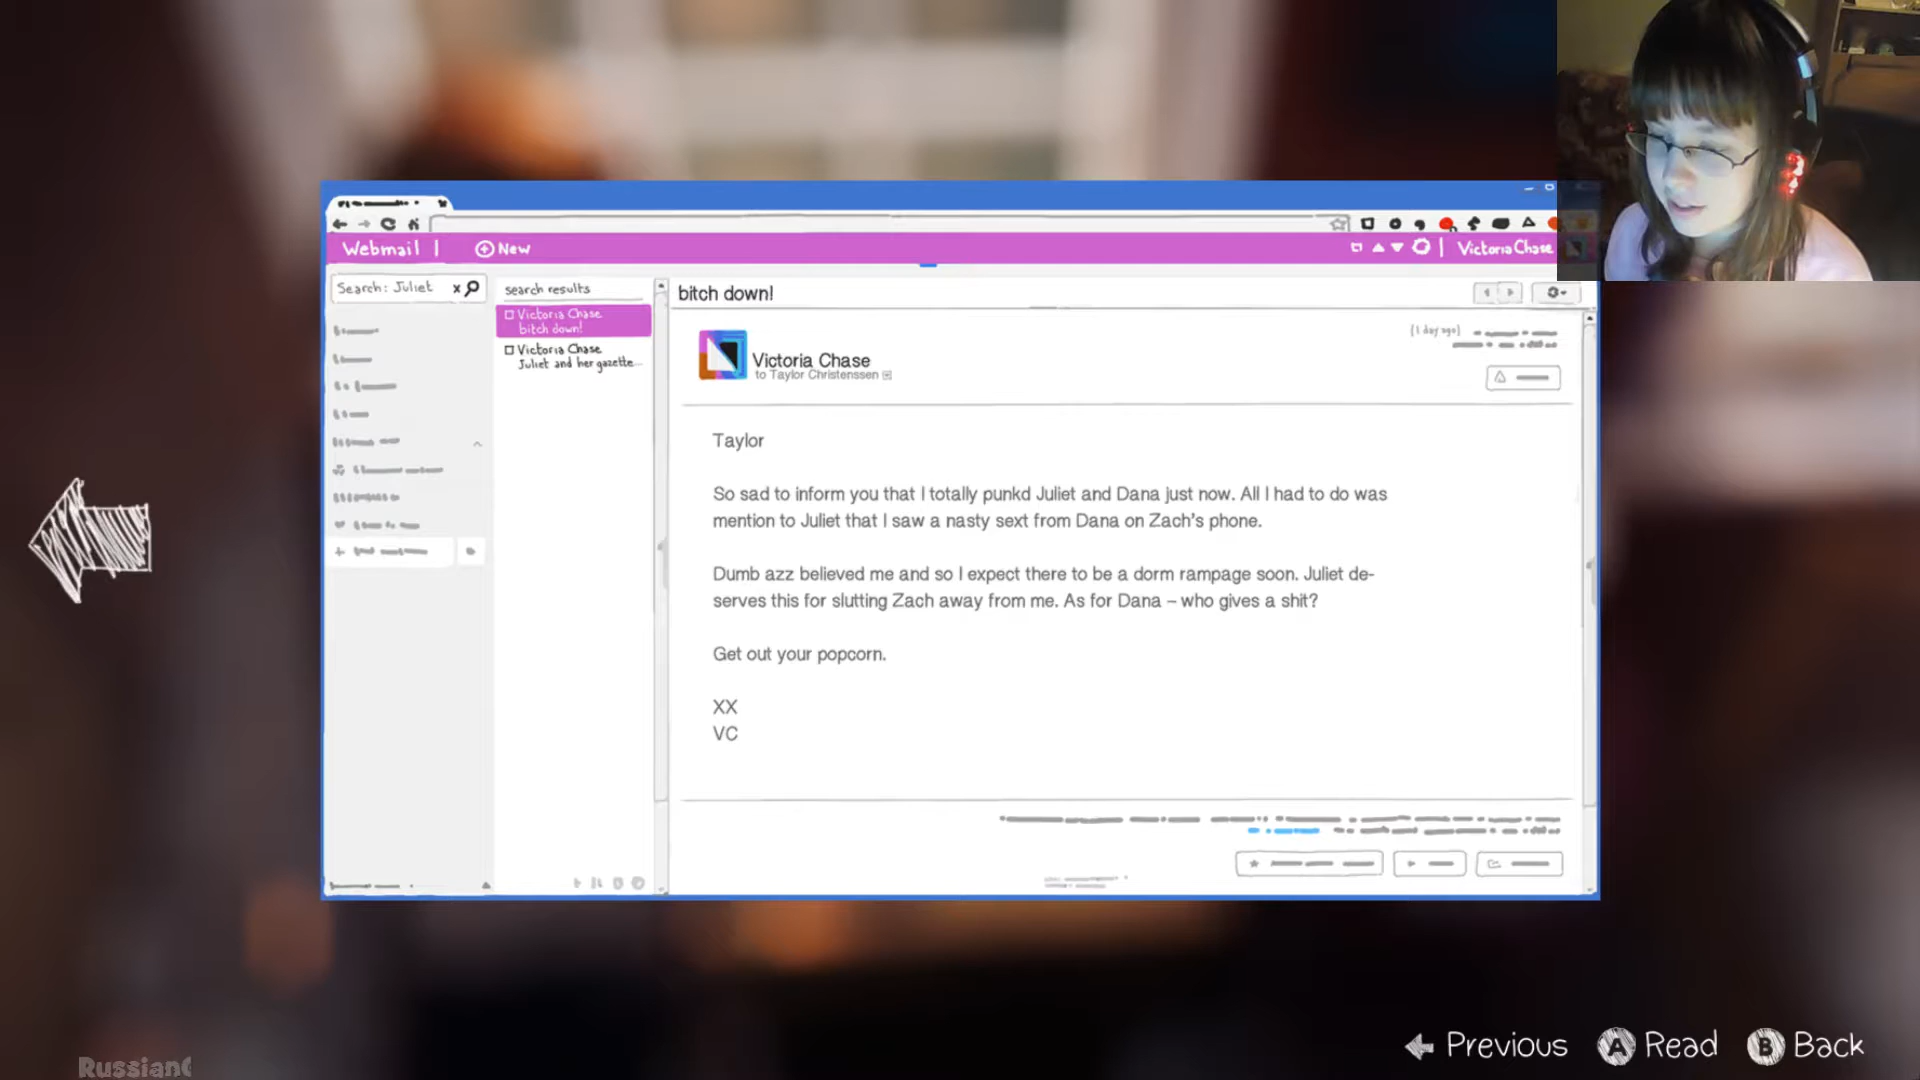 Webmail | New
Victoria Chase
Search: Juliet x
search results
Victoria Chase
bitch down!
Victoria Chase
Juliet and her gazette...
bitch down!
(1 day ago)
Victoria Chase
to Taylor Christenssen
Taylor
So sad to inform you that I totally punkd Juliet and Dana just now. All I had to do was
mention to Juliet that I saw a nasty sext from Dana on Zach's phone.
Dumb azz believed me and so I expect there to be a dorm rampage soon. Juliet de-
serves this for slutting Zach away from me. As for Dana – who gives a shit?
Get out your popcorn.
XX
VC
Previous A Read B Back